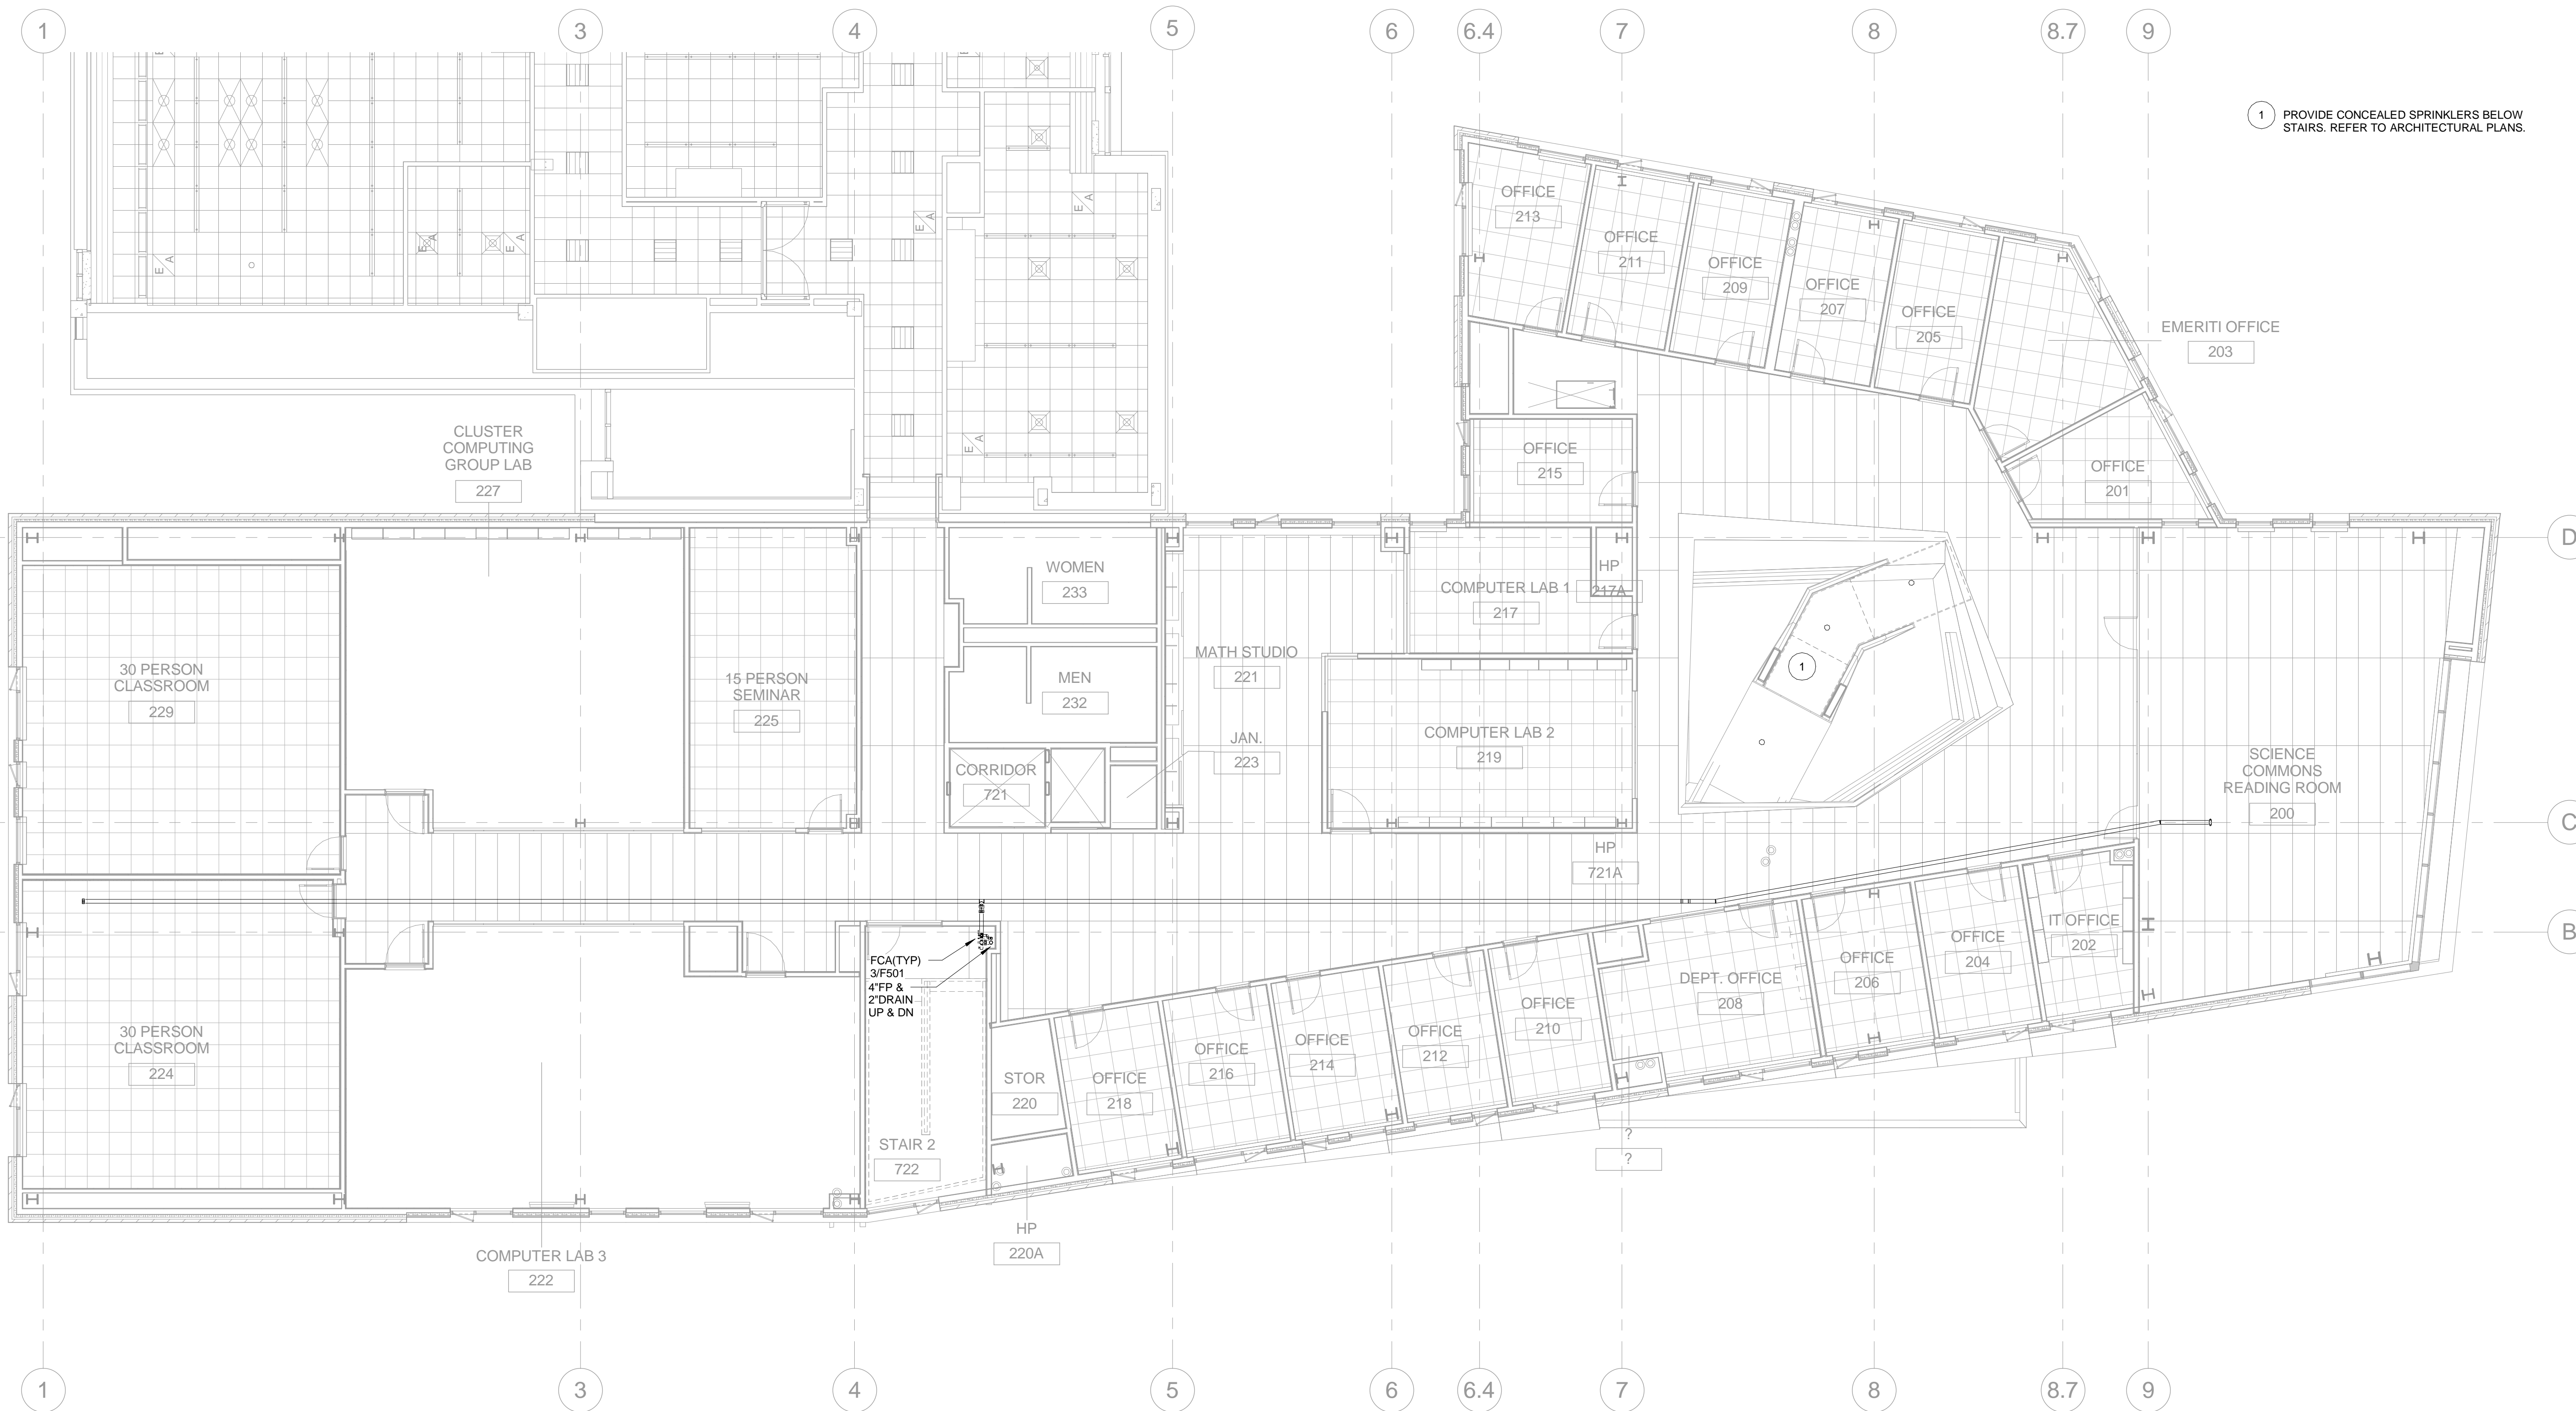 1
3
4
5
6
6.4
7
8
8.7
9
1 PROVIDE CONCEALED SPRINKLERS BELOW
STAIRS. REFER TO ARCHITECTURAL PLANS.
E A
E A
E A
E A
E A
E A
E A
OFFICE
213
OFFICE
211
OFFICE
209
OFFICE
207
OFFICE
205
EMERITI OFFICE
203
OFFICE
201
OFFICE
215
CLUSTER
COMPUTING
GROUP LAB
227
D
WOMEN
233
MEN
232
HP
217A
COMPUTER LAB 1
217
30 PERSON
CLASSROOM
229
15 PERSON
SEMINAR
225
MATH STUDIO
221
1
JAN.
223
COMPUTER LAB 2
219
CORRIDOR
721
SCIENCE
COMMONS
READING ROOM
200
C
HP
721A
B
IT OFFICE
202
OFFICE
204
OFFICE
206
DEPT. OFFICE
208
OFFICE
210
OFFICE
212
OFFICE
214
OFFICE
216
OFFICE
218
STOR
220
FCA(TYP)
3/F501
4"FP &
2"DRAIN
UP & DN
30 PERSON
CLASSROOM
224
STAIR 2
722
?
?
HP
220A
COMPUTER LAB 3
222
1
3
4
5
6
6.4
7
8
8.7
9